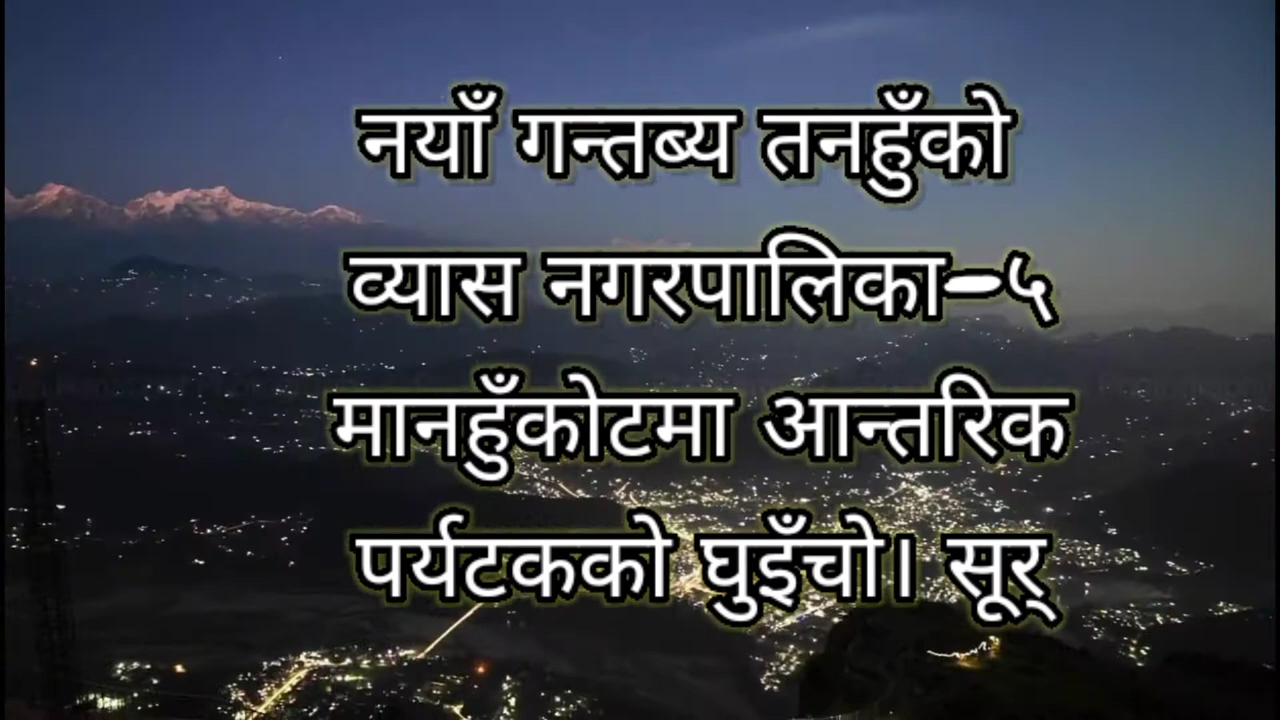 नयाँ गन्तब्य तनहुँको
व्यास नगरपालिका-५
मानहुँकोटमा आन्तरिक
पर्यटकको घुइँचो। सूर्